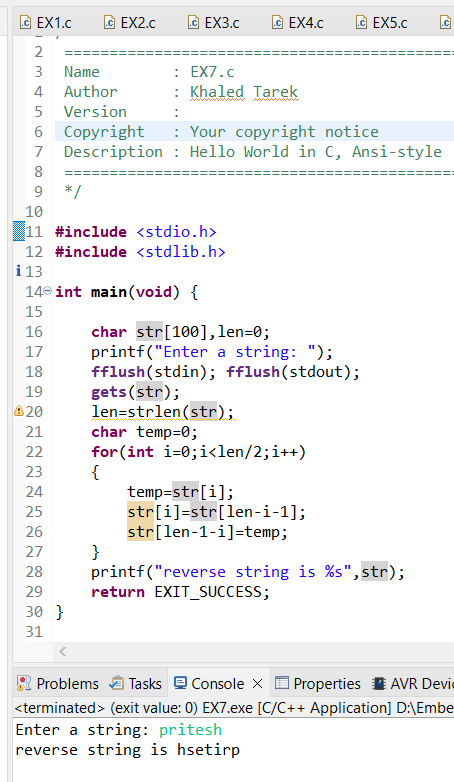 EX1.c EX2.c EX3.c EX4.c EX5.c
2 ============================================
3 Name : EX7.c
4 Author : Khaled Tarek
5 Version :
6 Copyright : Your copyright notice
7 Description : Hello World in C, Ansi-style
8 ============================================
9 */
10
11 #include <stdio.h>
12 #include <stdlib.h>
13
14 int main(void) {
15
16 char str[100],len=0;
17 printf("Enter a string: ");
18 fflush(stdin); fflush(stdout);
19 gets(str);
20 len=strlen(str);
21 char temp=0;
22 for(int i=0;i<len/2;i++)
23 {
24 temp=str[i];
25 str[i]=str[len-i-1];
26 str[len-1-i]=temp;
27 }
28 printf("reverse string is %s",str);
29 return EXIT_SUCCESS;
30 }
31
Problems Tasks Console Properties AVR Devi
<terminated> (exit value: 0) EX7.exe [C/C++ Application] D:\Embe
Enter a string: pritesh
reverse string is hsetirp